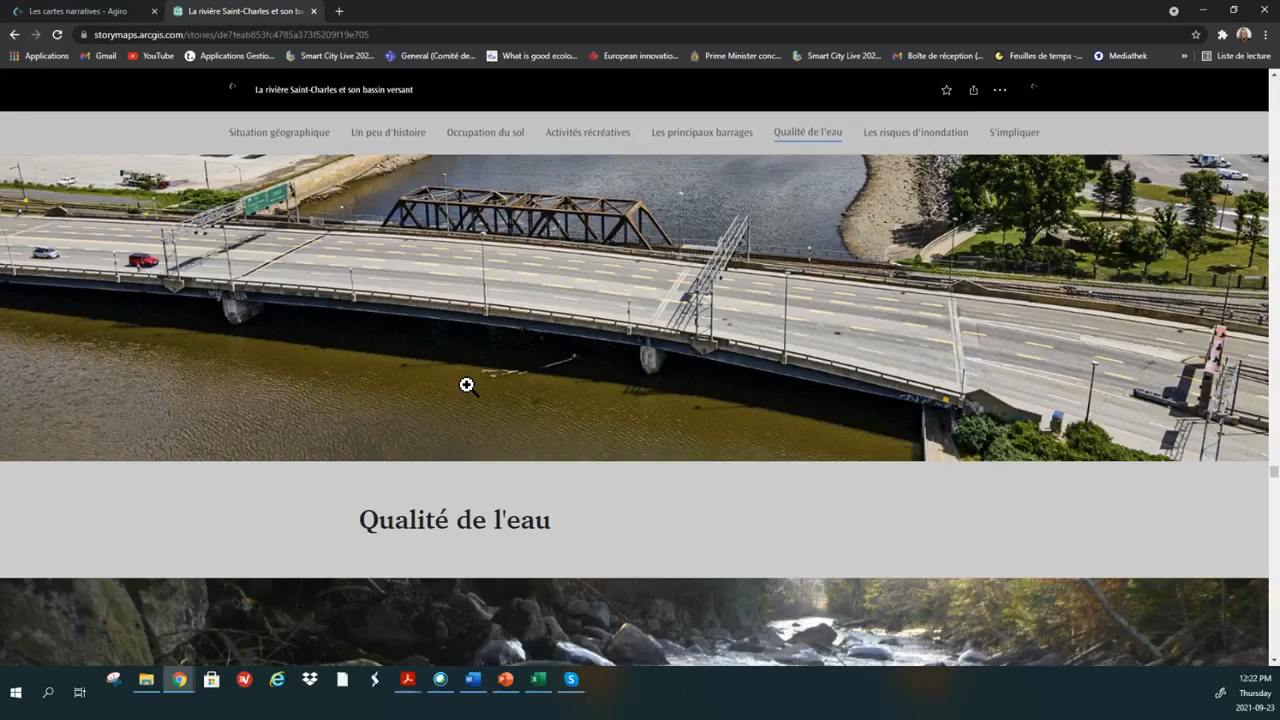 Les cartes narratives - Agiro
La rivière Saint-Charles et son ba
storymaps.arcgis.com/stories/de7feab853fc4785a373f5209f19e705
Applications
Gmail
YouTube
Applications Gestio...
Smart City Live 202...
General (Comité de...
What is good ecolo...
European innovatio...
Prime Minister conc...
Smart City Live 202...
Boîte de réception (...
Feuilles de temps -...
Mediathek
»
Liste de lecture
La rivière Saint-Charles et son bassin versant
Situation géographique
Un peu d'histoire
Occupation du sol
Activités récréatives
Les principaux barrages
Qualité de l'eau
Les risques d'inondation
S'impliquer
Qualité de l'eau
12:22 PM
Thursday
2021-09-23